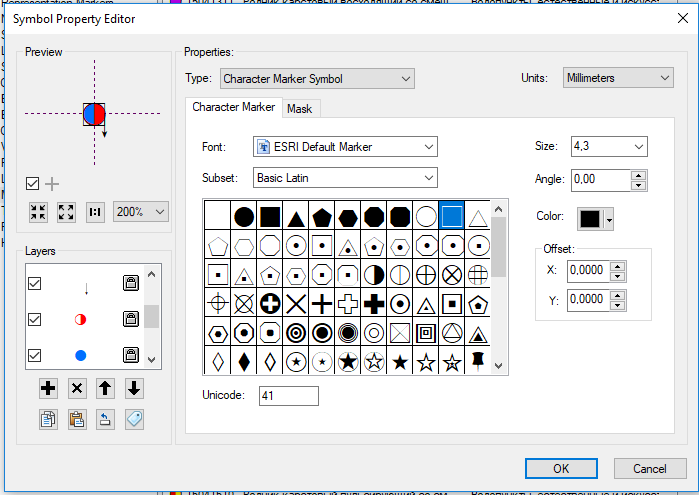 Symbol Property Editor
Preview
200%
Layers
Properties:
Type: Character Marker Symbol
Units: Millimeters
Character Marker
Mask
Font: ESRI Default Marker
Subset: Basic Latin
Size: 4,3
Angle: 0,00
Color:
Offset:
X: 0,0000
Y: 0,0000
Unicode: 41
OK
Cancel